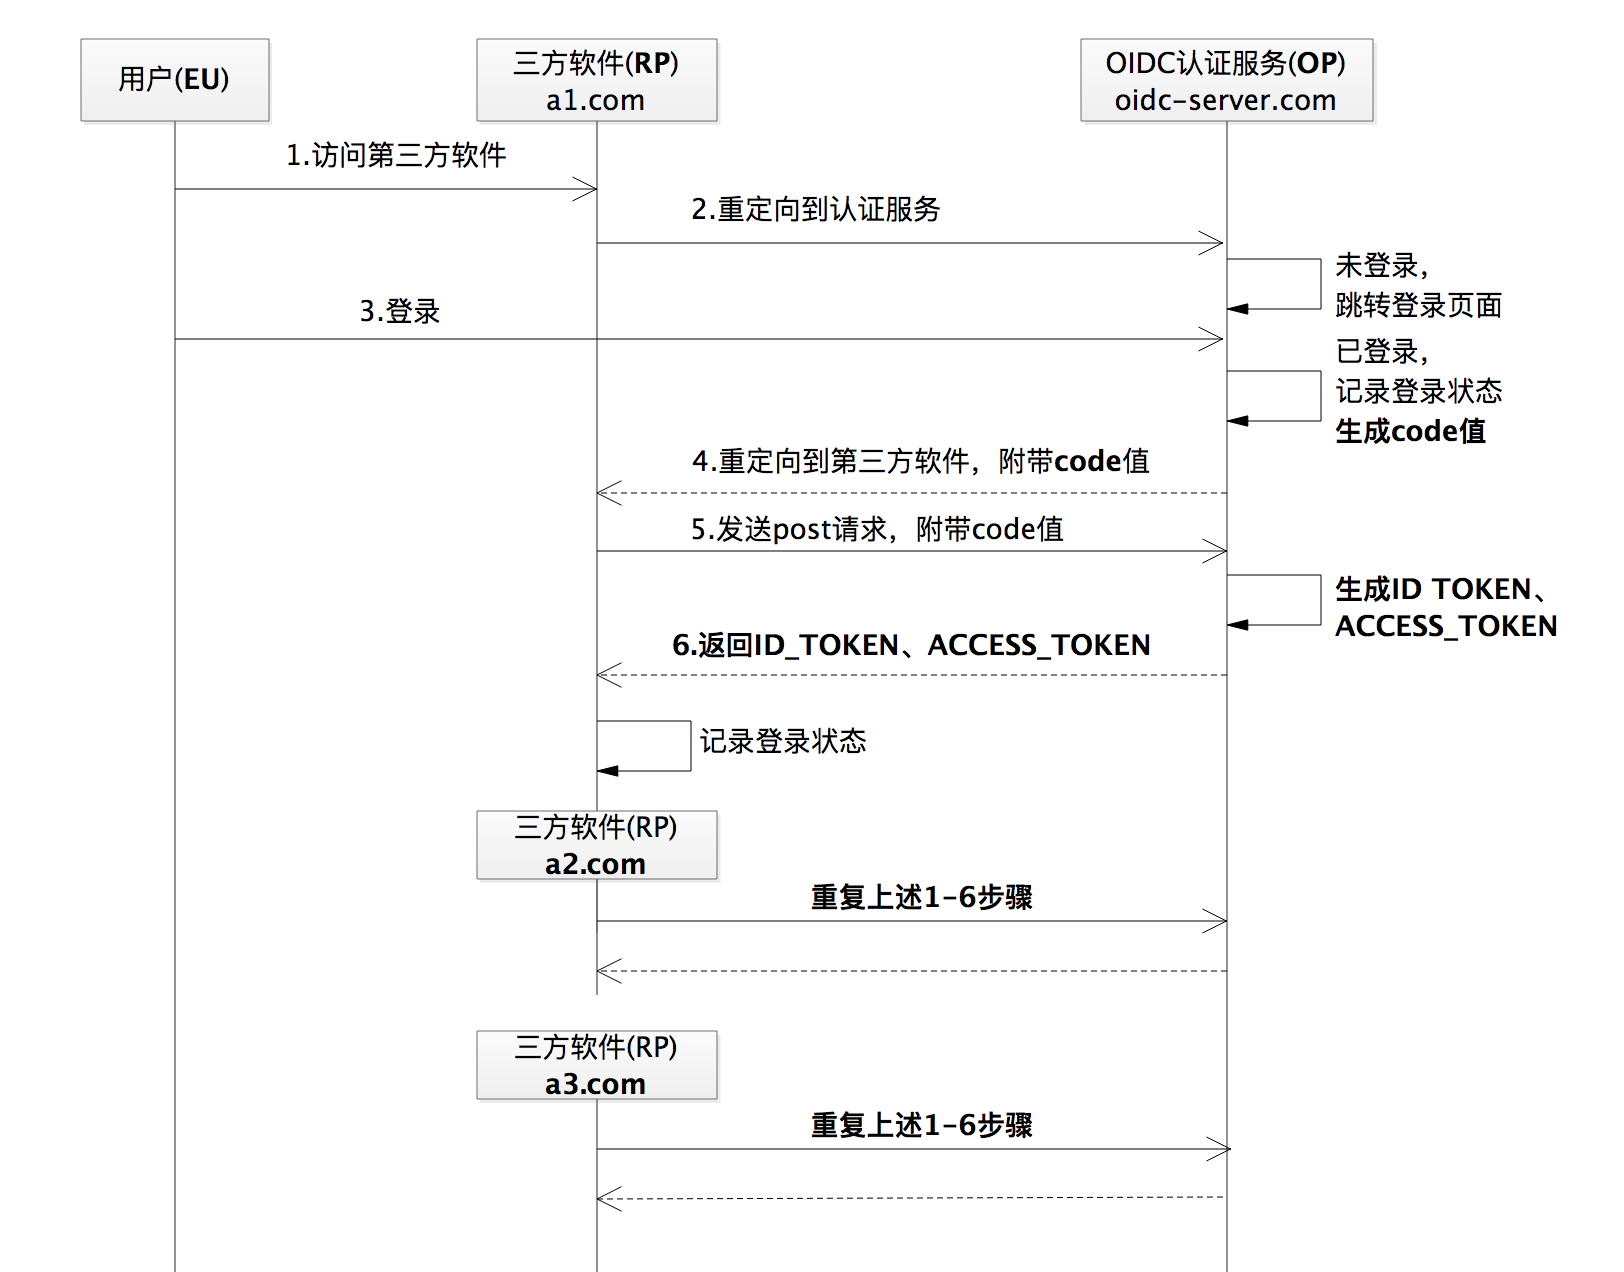 用户(EU)
三方软件(RP)
a1.com
OIDC认证服务(OP)
oidc-server.com
1.访问第三方软件
2.重定向到认证服务
未登录，
跳转登录页面
3.登录
已登录，
记录登录状态
生成code值
4.重定向到第三方软件，附带code值
5.发送post请求，附带code值
生成ID TOKEN、
ACCESS_TOKEN
6.返回ID_TOKEN、ACCESS_TOKEN
记录登录状态
三方软件(RP)
a2.com
重复上述1-6步骤
三方软件(RP)
a3.com
重复上述1-6步骤